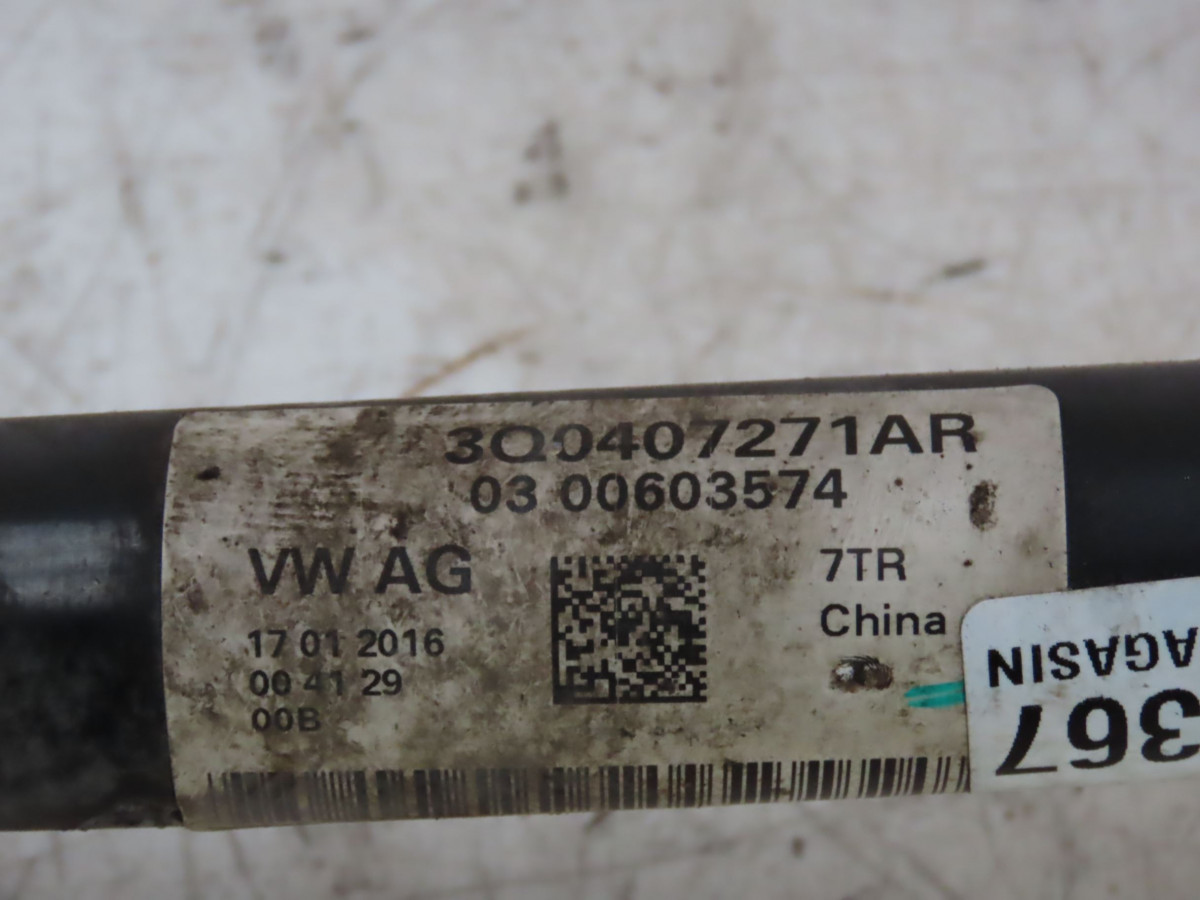 3Q0407271AR
03 00603574
VW AG
7TR
China
17 01 2016
00 41 29
00B
367
AGASIN